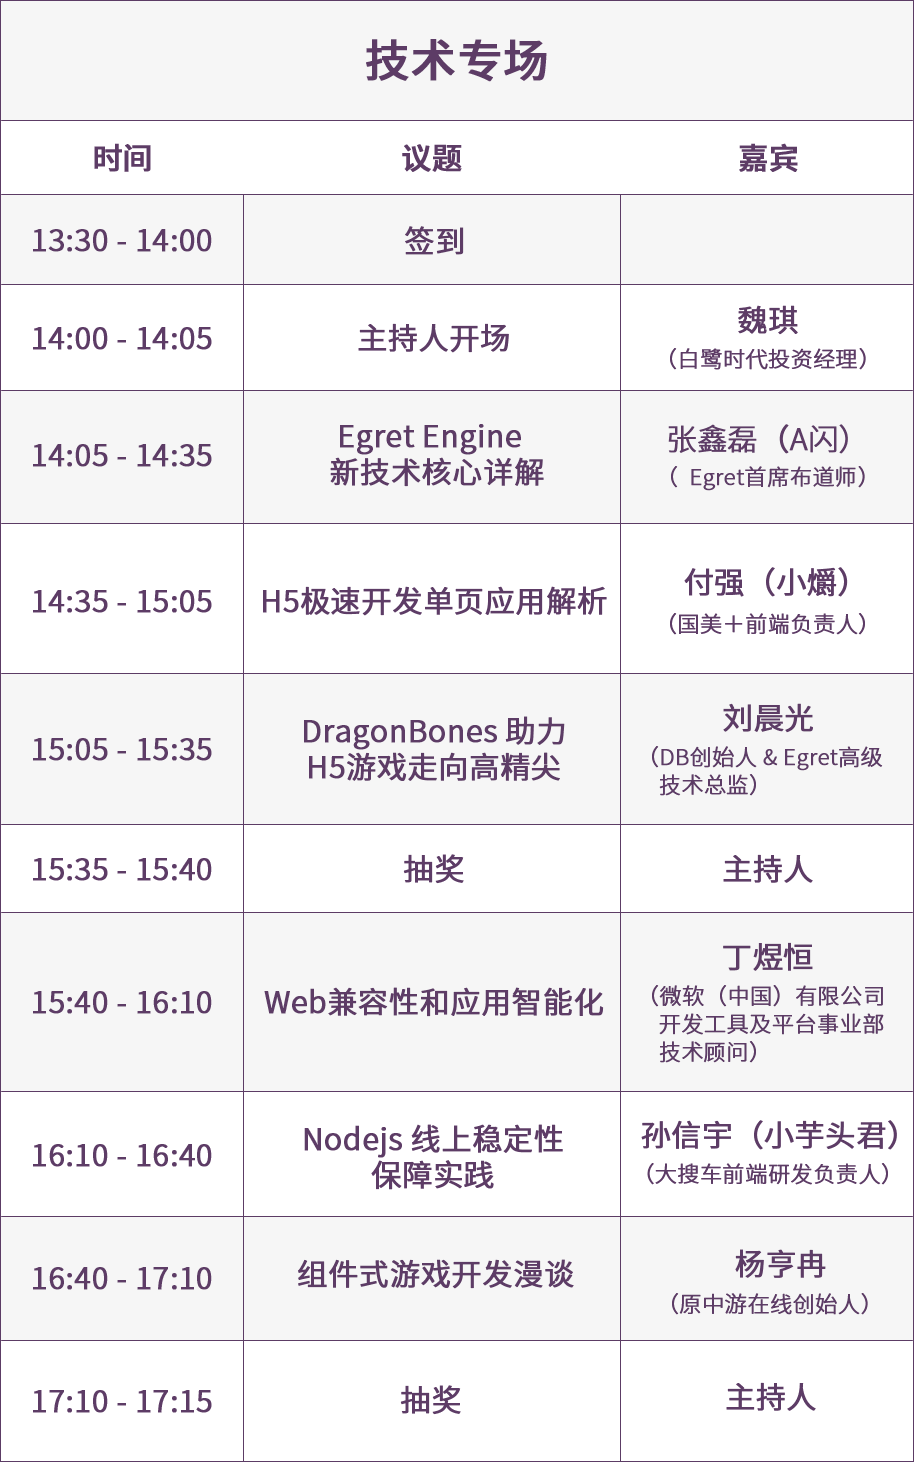 技术专场
时间 议题 嘉宾
13:30 - 14:00 签到
14:00 - 14:05 主持人开场 魏琪
（白鹭时代投资经理）
14:05 - 14:35 Egret Engine
新技术核心详解
张鑫磊（A闪）
（ Egret首席布道师）
14:35 - 15:05 H5极速开发单页应用解析 付强（小爝）
（国美＋前端负责人）
15:05 - 15:35 DragonBones 助力
H5游戏走向高精尖
刘晨光
（DB创始人 & Egret高级
技术总监）
15:35 - 15:40 抽奖 主持人
15:40 - 16:10 Web兼容性和应用智能化 丁煜恒
（微软（中国）有限公司
开发工具及平台事业部
技术顾问）
16:10 - 16:40 Nodejs 线上稳定性
保障实践
孙信宇（小芋头君）
（大搜车前端研发负责人）
16:40 - 17:10 组件式游戏开发漫谈 杨亨冉
（原中游在线创始人）
17:10 - 17:15 抽奖 主持人